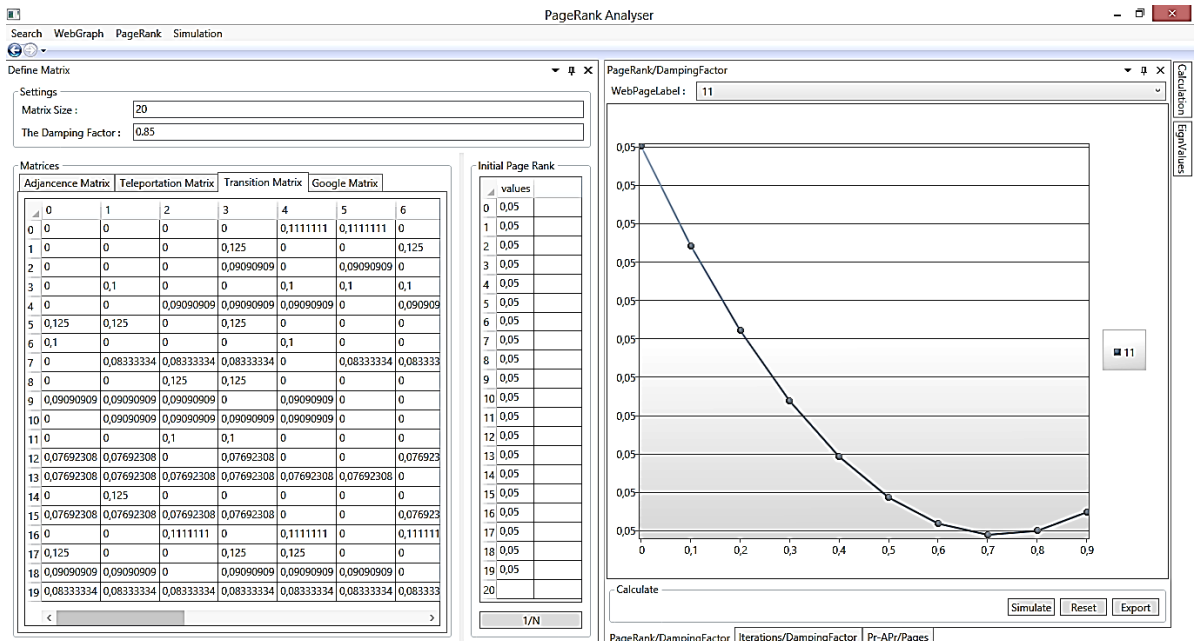 PageRank Analyser
Search WebGraph PageRank Simulation
Define Matrix
Settings
Matrix Size : 20
The Damping Factor : 0.85
Matrices
Adjancence Matrix Teleportation Matrix Transition Matrix Google Matrix
0 1 2 3 4 5 6
0 0 0 0 0 0,1111111 0,1111111 0
1 0 0 0 0,125 0 0 0,125
2 0 0 0 0,09090909 0 0,09090909 0
3 0 0,1 0 0 0,1 0,1 0,1
4 0 0 0,09090909 0,09090909 0,09090909 0 0,090909
5 0,125 0,125 0 0,125 0 0 0
6 0,1 0 0 0 0,1 0 0
7 0 0,08333334 0,08333334 0,08333334 0 0,08333334 0,083333
8 0 0 0,125 0,125 0 0 0
9 0,09090909 0,09090909 0,09090909 0 0,09090909 0 0
10 0 0,09090909 0,09090909 0,09090909 0,09090909 0 0
11 0 0 0,1 0,1 0 0 0
12 0,07692308 0,07692308 0 0,07692308 0 0 0,076923
13 0,07692308 0,07692308 0,07692308 0,07692308 0,07692308 0,07692308 0
14 0 0,125 0 0 0 0 0
15 0,07692308 0,07692308 0,07692308 0,07692308 0 0 0,076923
16 0 0 0,1111111 0 0,1111111 0 0,111111
17 0,125 0 0 0,125 0,125 0 0
18 0,09090909 0,09090909 0 0,09090909 0,09090909 0,09090909 0
19 0,08333334 0,08333334 0,08333334 0,08333334 0,08333334 0,08333334 0,083333
Initial Page Rank
values
0 0,05
1 0,05
2 0,05
3 0,05
4 0,05
5 0,05
6 0,05
7 0,05
8 0,05
9 0,05
10 0,05
11 0,05
12 0,05
13 0,05
14 0,05
15 0,05
16 0,05
17 0,05
18 0,05
19 0,05
20
1/N
PageRank/DampingFactor
WebPageLabel : 11
0,05
0,05
0,05
0,05
0,05
0,05
0,05
0,05
0,05
0,05
0,05
0 0,1 0,2 0,3 0,4 0,5 0,6 0,7 0,8 0,9
11
Calculate
Simulate Reset Export
PageRank/DampingFactor Iterations/DampingFactor Pr-APr/Pages
Calculation
EignValues